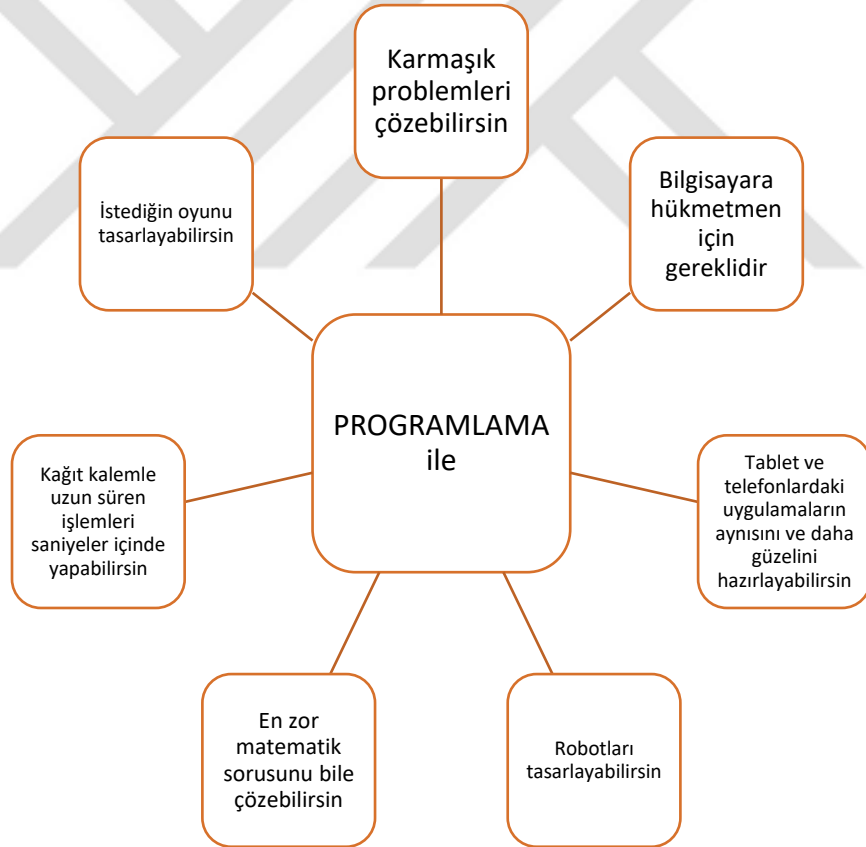 Karmaşık
problemleri
çözebilirsin
Bilgisayara
hükmetmen
için
gereklidir
Tablet ve
telefonlardaki
uygulamaların
aynısını ve daha
güzelini
hazırlayabilirsin
Robotları
tasarlayabilirsin
En zor
matematik
sorusunu bile
çözebilirsin
Kağıt kalemle
uzun süren
işlemleri
saniyeler içinde
yapabilirsin
İstediğin oyunu
tasarlayabilirsin
PROGRAMLAMA
ile